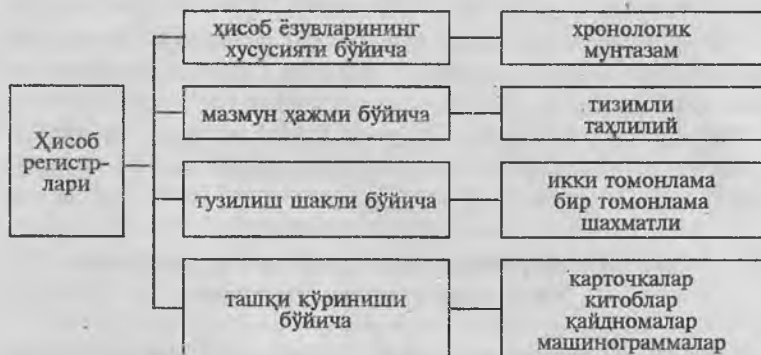 Ҳисоб
регистр-
лари
ҳисоб ёзувларининг
хусусияти бўйича
хронологик
мунтазам
мазмун ҳажми бўйича
тизимли
таҳлилий
тузилиш шакли бўйича
икки томонлама
бир томонлама
шахматли
ташқи кўриниши
бўйича
карточкалар
китоблар
қайдномалар
машинограммалар